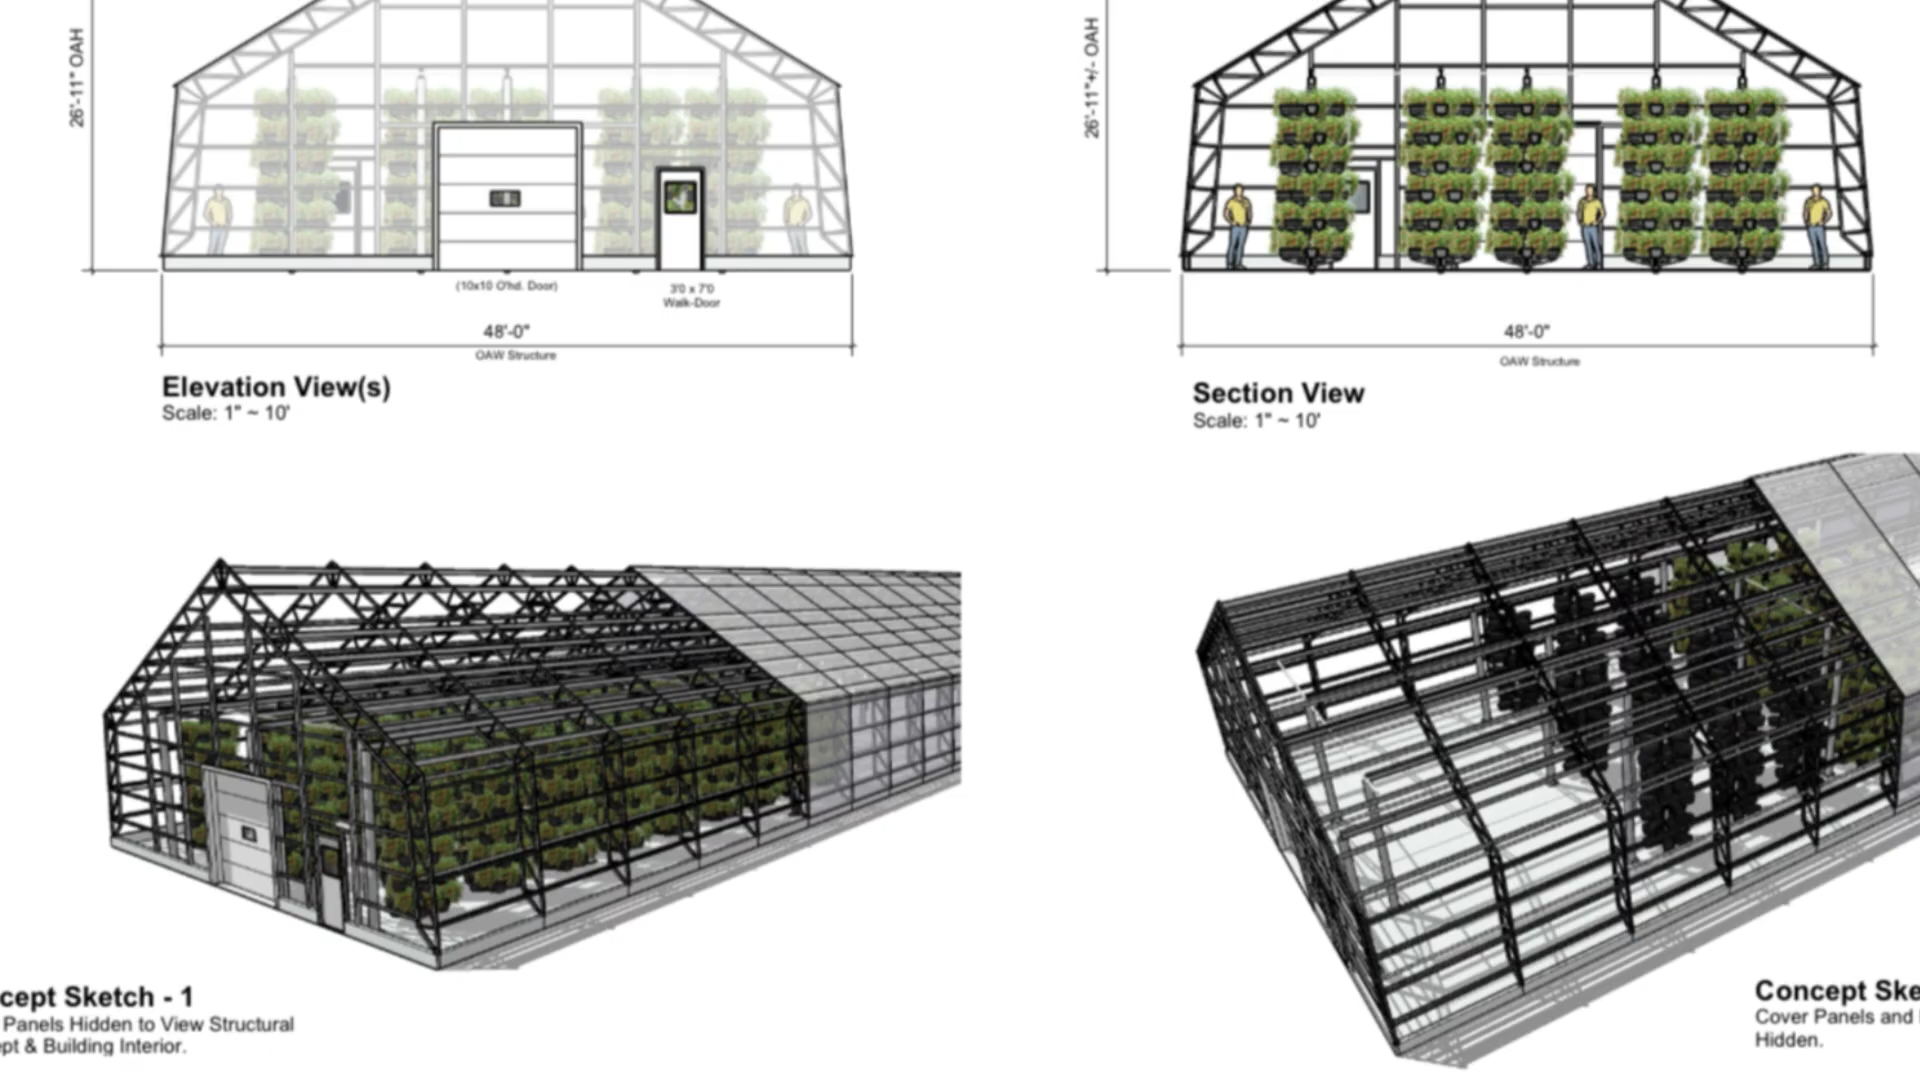 26'-11" OAH
(10x10 O'hd. Door)
3'0 x 7'0
Walk-Door
48'-0"
OAW Structure
Elevation View(s)
Scale: 1" ~ 10'
26'-11"+/- OAH
48'-0"
OAW Structure
Section View
Scale: 1" ~ 10'
cept Sketch - 1
Panels Hidden to View Structural
ept & Building Interior.
Concept Ske
Cover Panels and
Hidden.